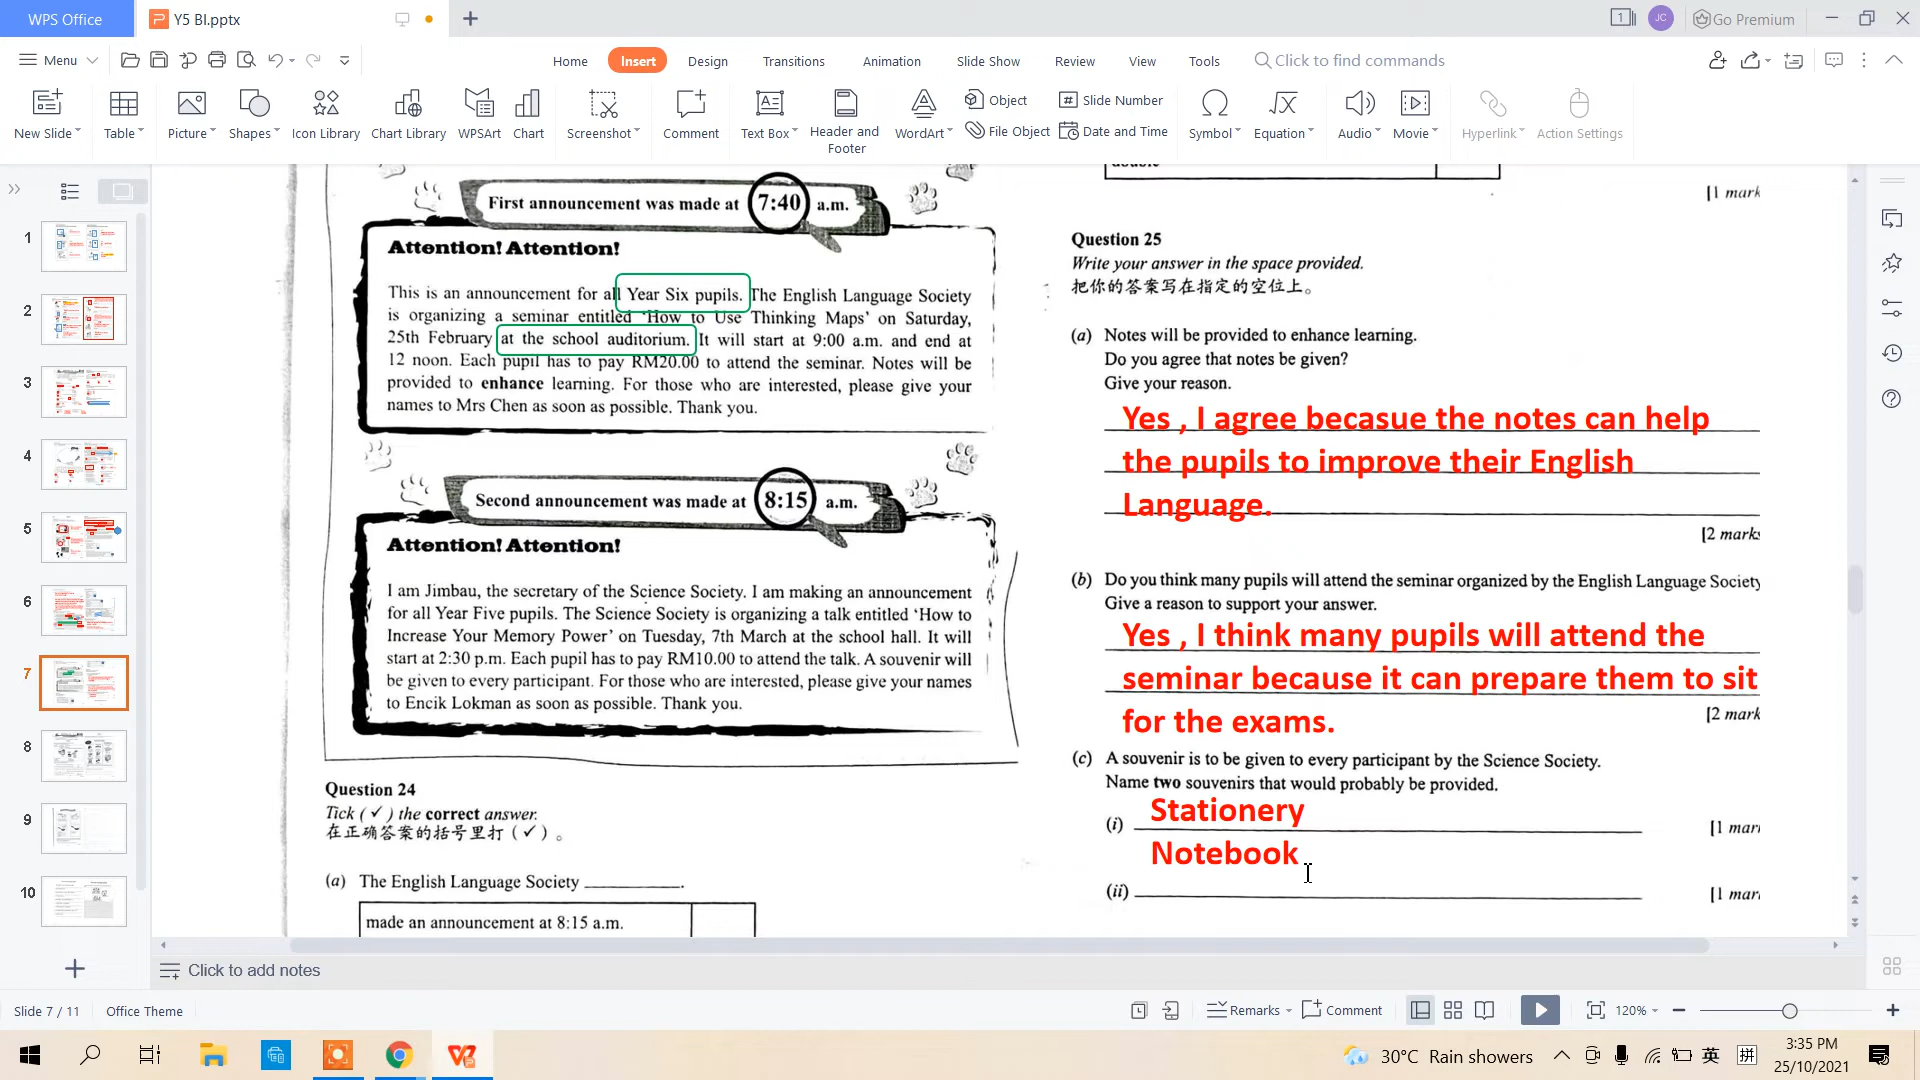 WPS Office
Y5 BI.pptx
1
JC
Go Premium
Menu
Home
Insert
Design
Transitions
Animation
Slide Show
Review
View
Tools
Click to find commands
New Slide
Table
Picture
Shapes
Icon Library
Chart Library
WPSArt
Chart
Screenshot
Comment
Text Box
Header and
Footer
WordArt
Object
File Object
Slide Number
Date and Time
Symbol
Equation
Audio
Movie
Hyperlink
Action Settings
1
2
3
4
5
6
7
8
9
10
First announcement was made at 7:40 a.m.
Attention! Attention!
This is an announcement for all Year Six pupils. The English Language Society
is organizing a seminar entitled 'How to Use Thinking Maps' on Saturday,
25th February at the school auditorium. It will start at 9:00 a.m. and end at
12 noon. Each pupil has to pay RM20.00 to attend the seminar. Notes will be
provided to enhance learning. For those who are interested, please give your
names to Mrs Chen as soon as possible. Thank you.
Second announcement was made at 8:15 a.m.
Attention! Attention!
I am Jimbau, the secretary of the Science Society. I am making an announcement
for all Year Five pupils. The Science Society is organizing a talk entitled 'How to
Increase Your Memory Power' on Tuesday, 7th March at the school hall. It will
start at 2:30 p.m. Each pupil has to pay RM10.00 to attend the talk. A souvenir will
be given to every participant. For those who are interested, please give your names
to Encik Lokman as soon as possible. Thank you.
Question 24
Tick (✓) the correct answer.
在正确答案的括号里打（✓）。
(a) The English Language Society __________.
made an announcement at 8:15 a.m.
double
[1 mark
Question 25
Write your answer in the space provided.
把你的答案写在指定的空位上。
(a) Notes will be provided to enhance learning.
Do you agree that notes be given?
Give your reason.
Yes , I agree becasue the notes can help
the pupils to improve their English
Language.
[2 marks
(b) Do you think many pupils will attend the seminar organized by the English Language Society
Give a reason to support your answer.
Yes , I think many pupils will attend the
seminar because it can prepare them to sit
for the exams.
[2 mark
(c) A souvenir is to be given to every participant by the Science Society.
Name two souvenirs that would probably be provided.
(i) Stationery
[1 mar
Notebook
(ii)
[1 mar
Click to add notes
Slide 7 / 11
Office Theme
Remarks
Comment
120%
30°C Rain showers
英
拼
3:35 PM
25/10/2021